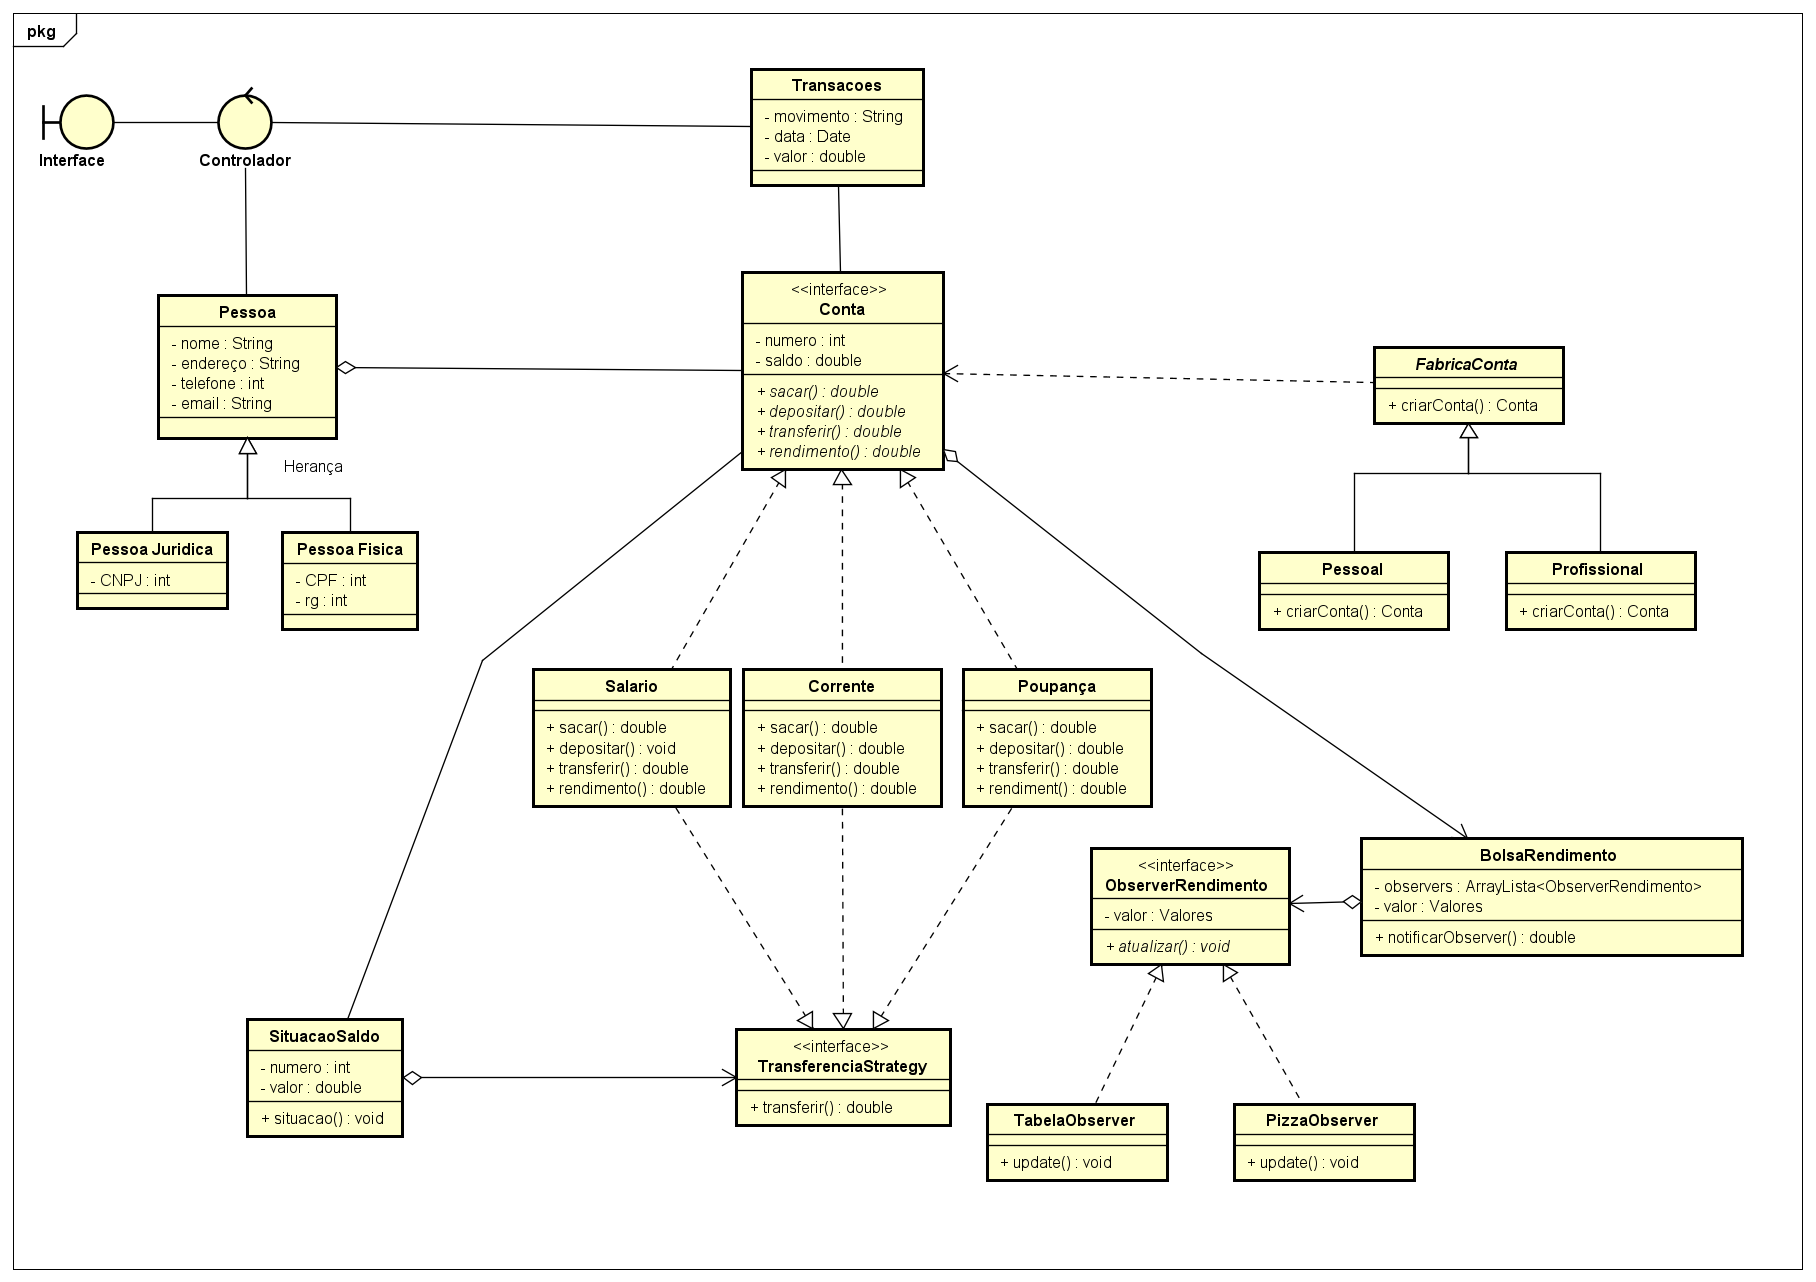 pkg
Interface
Controlador
Transacoes
- movimento : String
- data : Date
- valor : double
Pessoa
- nome : String
- endereço : String
- telefone : int
- email : String
Herança
Pessoa Juridica
- CNPJ : int
Pessoa Fisica
- CPF : int
- rg : int
<<interface>>
Conta
- numero : int
- saldo : double
+ sacar() : double
+ depositar() : double
+ transferir() : double
+ rendimento() : double
FabricaConta
+ criarConta() : Conta
Pessoal
+ criarConta() : Conta
Profissional
+ criarConta() : Conta
Salario
+ sacar() : double
+ depositar() : void
+ transferir() : double
+ rendimento() : double
Corrente
+ sacar() : double
+ depositar() : double
+ transferir() : double
+ rendimento() : double
Poupança
+ sacar() : double
+ depositar() : double
+ transferir() : double
+ rendiment() : double
<<interface>>
ObserverRendimento
- valor : Valores
+ atualizar() : void
BolsaRendimento
- observers : ArrayLista<ObserverRendimento>
- valor : Valores
+ notificarObserver() : double
SituacaoSaldo
- numero : int
- valor : double
+ situacao() : void
<<interface>>
TransferenciaStrategy
+ transferir() : double
TabelaObserver
+ update() : void
PizzaObserver
+ update() : void